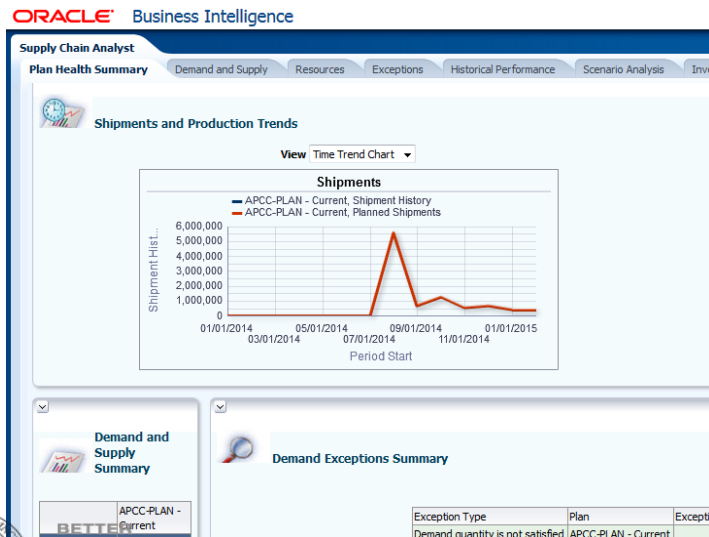 ORACLE Business Intelligence
Supply Chain Analyst
Plan Health Summary Demand and Supply Resources Exceptions Historical Performance Scenario Analysis
Shipments and Production Trends
View Time Trend Chart
Shipments
APCC-PLAN - Current, Shipment History
APCC-PLAN - Current, Planned Shipments
Shipment Hist...
6,000,000
5,000,000
4,000,000
3,000,000
2,000,000
1,000,000
0
01/01/2014 05/01/2014 09/01/2014 01/01/2015
03/01/2014 07/01/2014 11/01/2014
Period Start
Demand and
Supply
Summary
Demand Exceptions Summary
APCC-PLAN -
Current
BETTER
Exception Type Plan
Demand quantity is not satisfied APCC-PLAN - Current